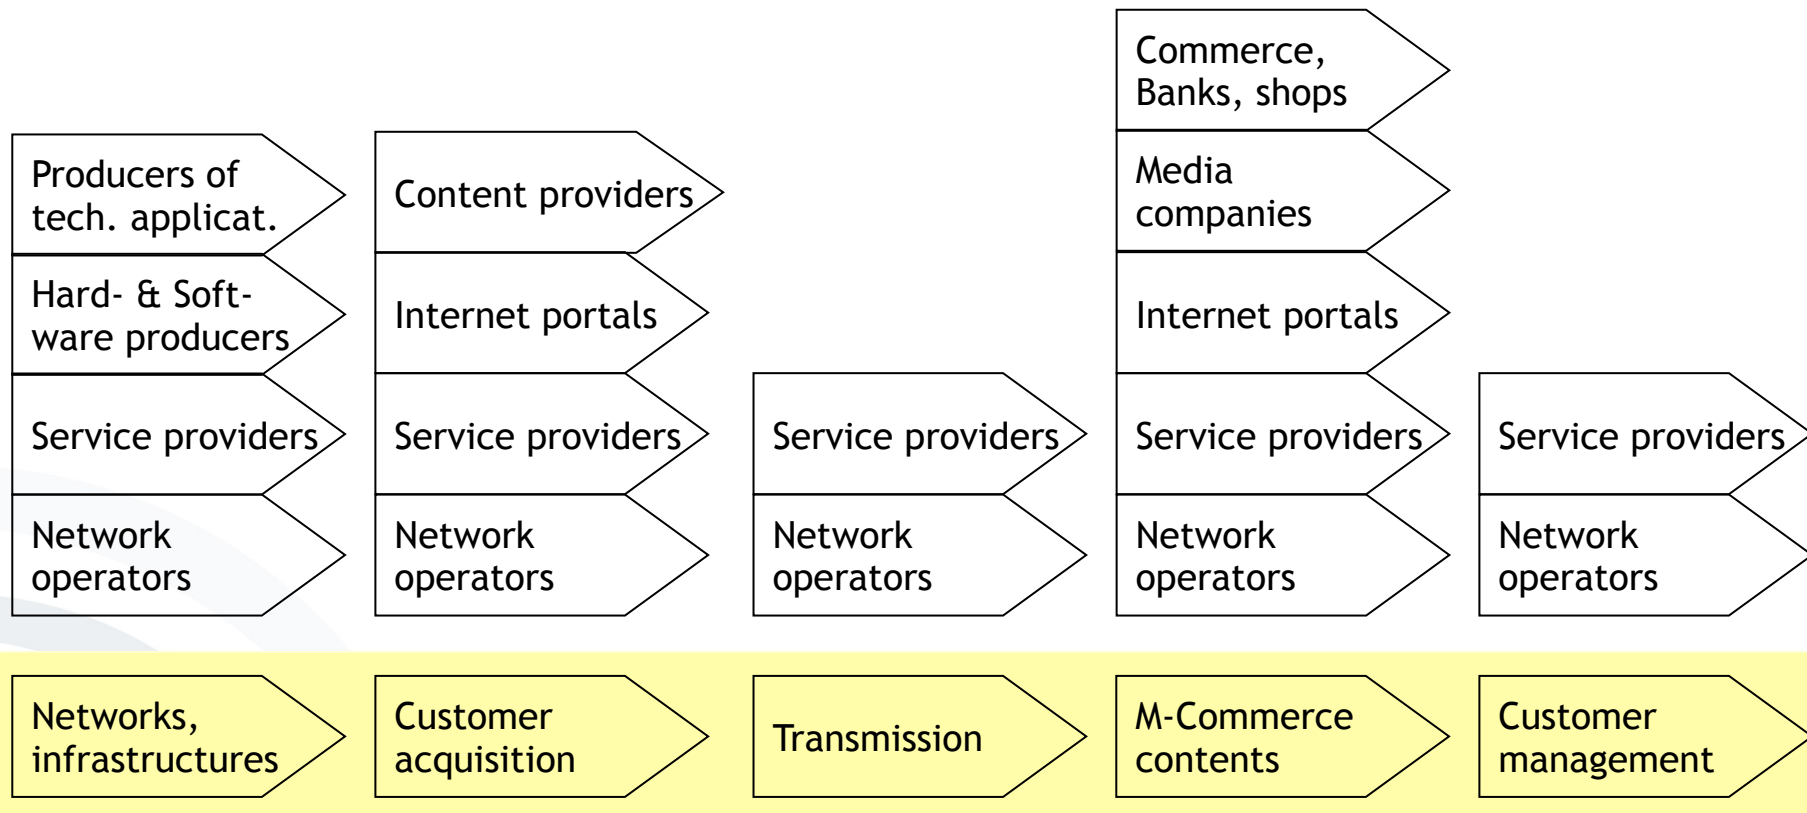 Producers of
tech. applicat.
Hard- & Soft-
ware producers
Service providers
Network
operators
Networks,
infrastructures
Content providers
Internet portals
Service providers
Network
operators
Customer
acquisition
Service providers
Network
operators
Transmission
Commerce,
Banks, shops
Media
companies
Internet portals
Service providers
Network
operators
M-Commerce
contents
Service providers
Network
operators
Customer
management